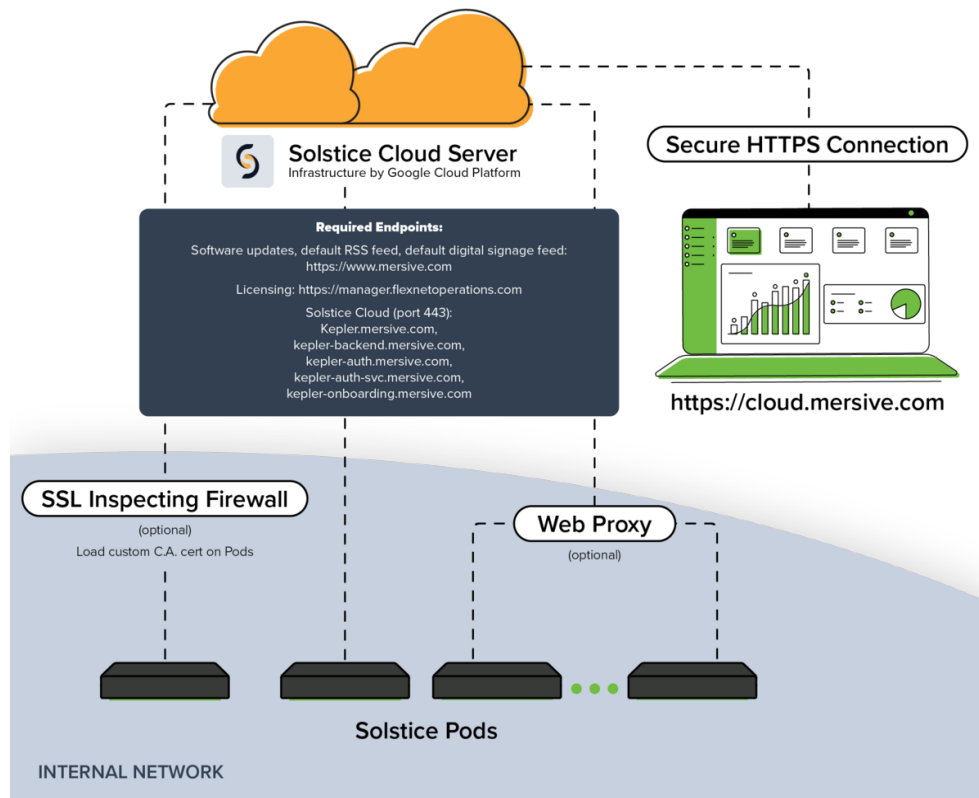 Solstice Cloud Server
Infrastructure by Google Cloud Platform
Secure HTTPS Connection
Required Endpoints:
Software updates, default RSS feed, default digital signage feed:
https://www.mersive.com
Licensing: https://manager.flexnetoperations.com
Solstice Cloud (port 443):
Kepler.mersive.com,
kepler-backend.mersive.com,
kepler-auth.mersive.com,
kepler-auth-svc.mersive.com,
kepler-onboarding.mersive.com
https://cloud.mersive.com
SSL Inspecting Firewall
(optional)
Load custom C.A. cert on Pods
Web Proxy
(optional)
Solstice Pods
INTERNAL NETWORK